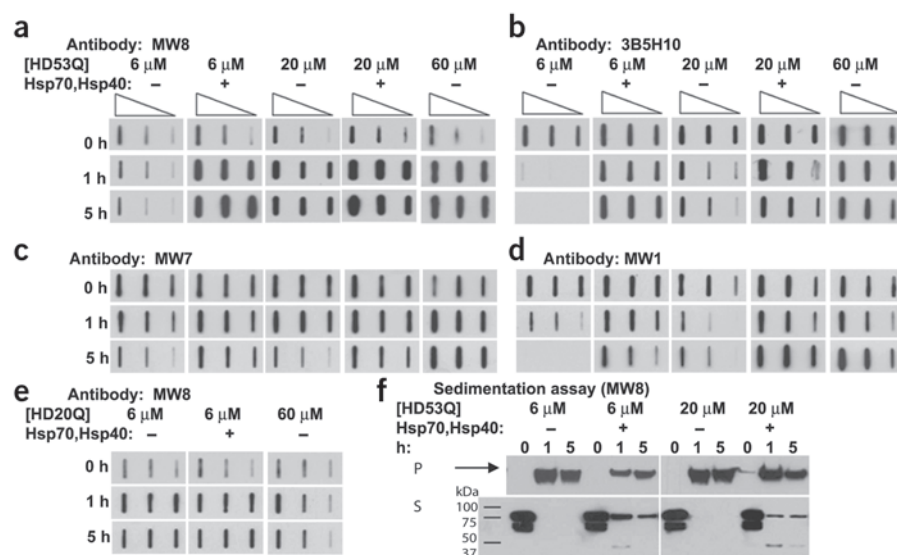 a b
Antibody: MW8 Antibody: 3B5H10
[HD53Q] 6 µM 6 µM 20 µM 20 µM 60 µM 6 µM 6 µM 20 µM 20 µM 60 µM
Hsp70,Hsp40: – + – + – – + – + –
0 h
1 h
5 h
c d
Antibody: MW7 Antibody: MW1
0 h
1 h
5 h
e f
Antibody: MW8 Sedimentation assay (MW8)
[HD20Q] 6 µM 6 µM 60 µM [HD53Q] 6 µM 6 µM 20 µM 20 µM
Hsp70,Hsp40: – + – Hsp70,Hsp40: – + – +
h: 0 1 5 0 1 5 0 1 5 0 1 5
0 h P
1 h S kDa
100
75
50
5 h 37